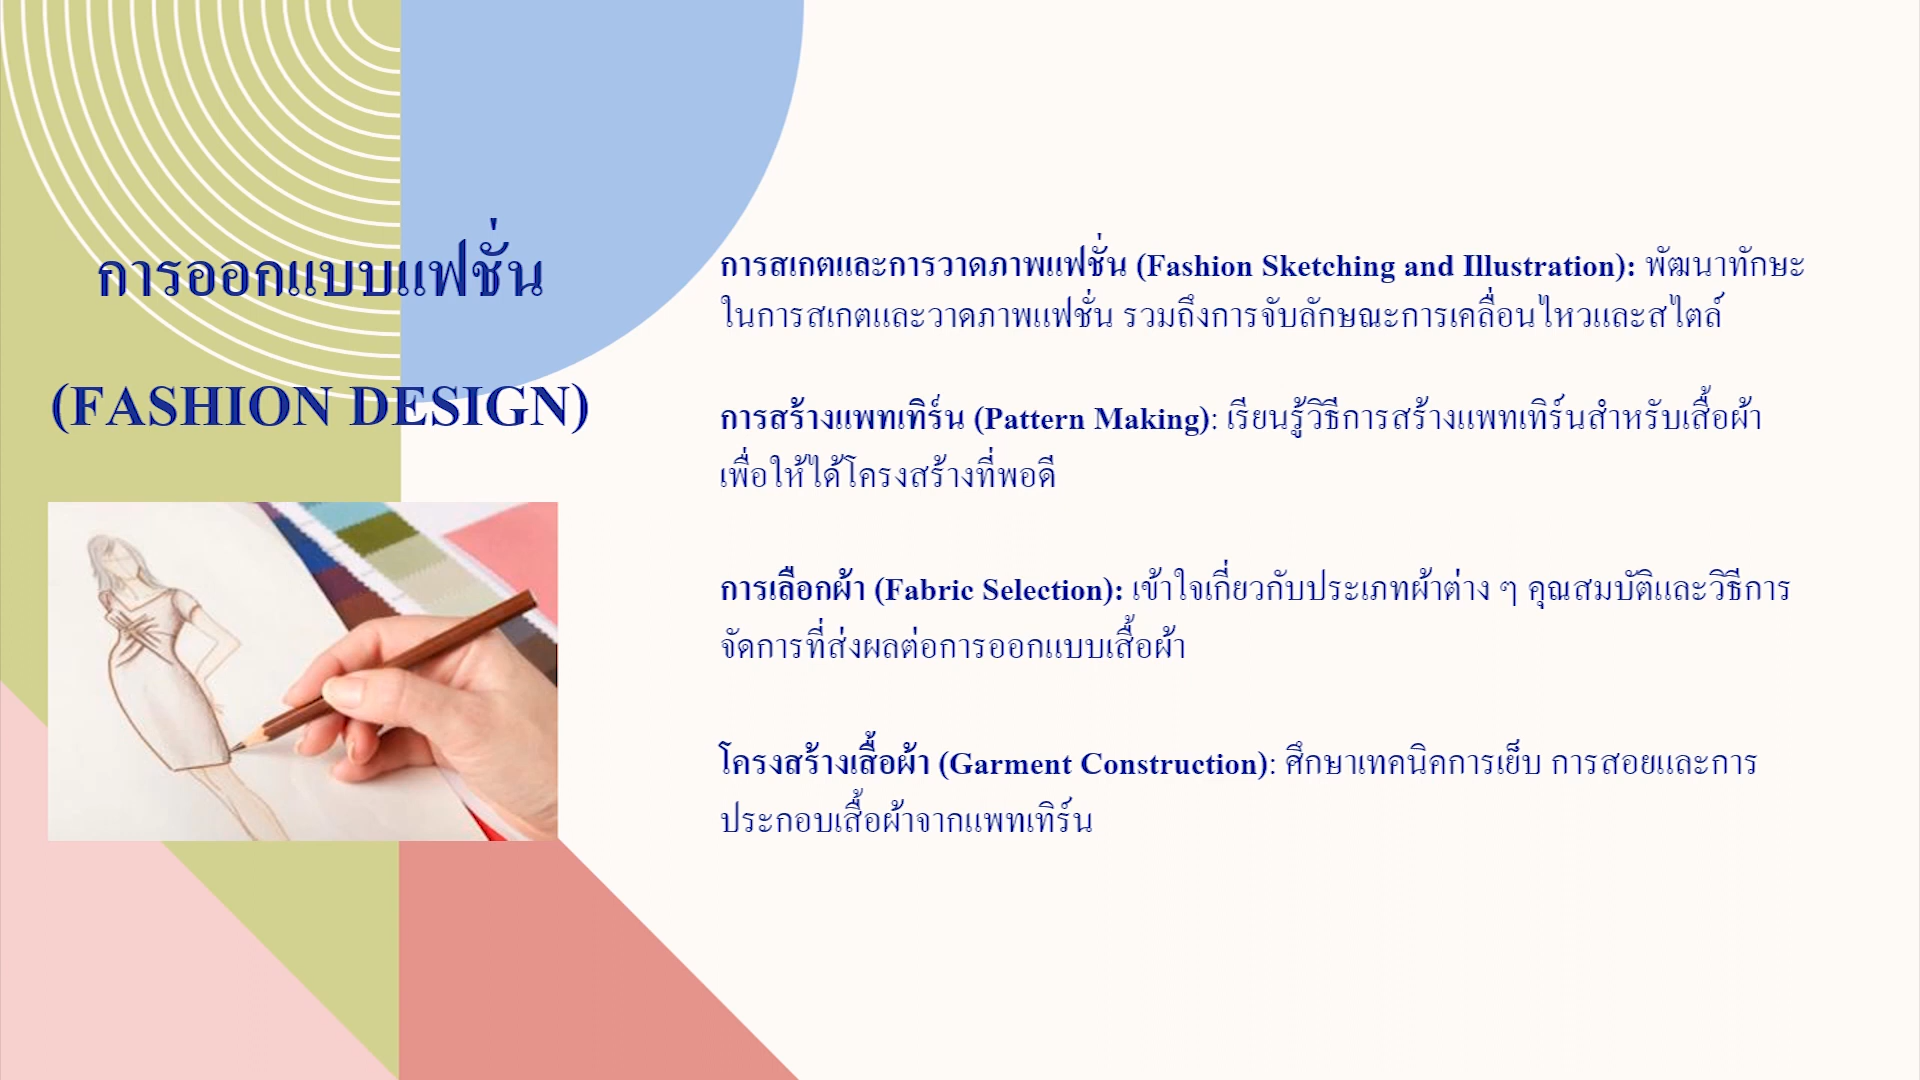 การออกแบบแฟชั่น
(FASHION DESIGN)
การสเกตและการวาดภาพแฟชั่น (Fashion Sketching and Illustration): พัฒนาทักษะ
ในการสเกตและวาดภาพแฟชั่น รวมถึงการจับลักษณะการเคลื่อนไหวและสไตล์
การสร้างแพทเทิร์น (Pattern Making): เรียนรู้วิธีการสร้างแพทเทิร์นสำหรับเสื้อผ้า
เพื่อให้ได้โครงสร้างที่พอดี
การเลือกผ้า (Fabric Selection): เข้าใจเกี่ยวกับประเภทผ้าต่าง ๆ คุณสมบัติและวิธีการ
จัดการที่ส่งผลต่อการออกแบบเสื้อผ้า
โครงสร้างเสื้อผ้า (Garment Construction): ศึกษาเทคนิคการเย็บ การสอยและการ
ประกอบเสื้อผ้าจากแพทเทิร์น